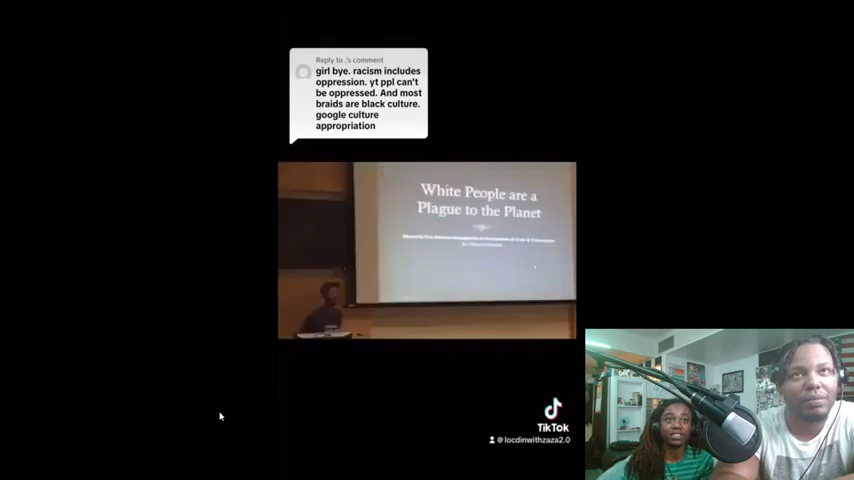 Reply to .'s comment
girl bye. racism includes
oppression. yt ppl can't
be oppressed. And most
braids are black culture.
google culture
appropriation
White People are a
Plague to the Planet
TikTok
@locdinwithzaza2.0